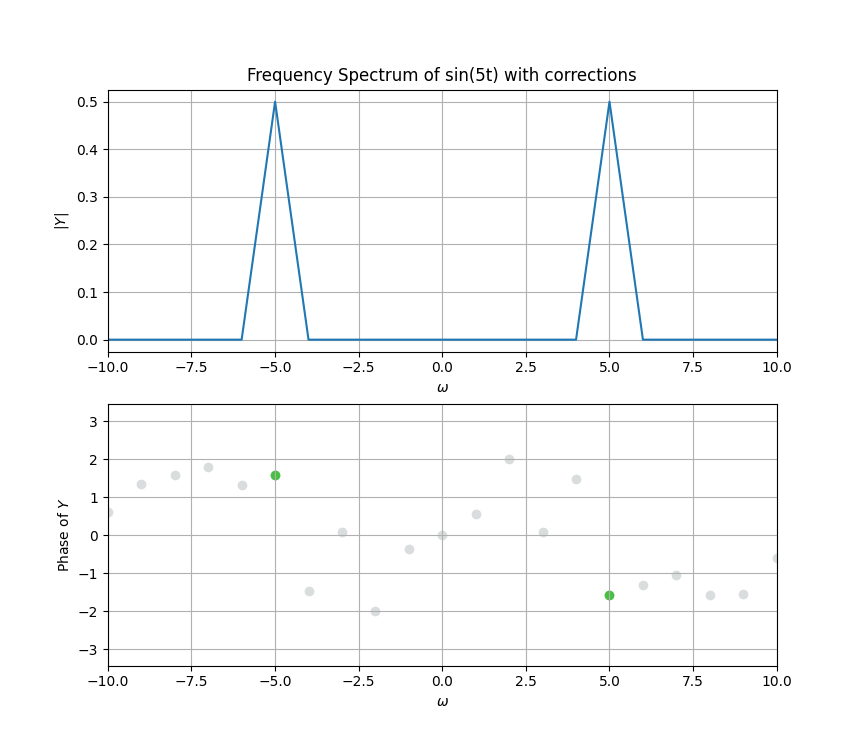 Frequency Spectrum of sin(5t) with corrections
0.5
0.4
0.3
0.2
0.1
0.0
|Y|
−10.0 −7.5 −5.0 −2.5 0.0 2.5 5.0 7.5 10.0
ω
3
2
1
0
−1
−2
−3
Phase of Y
−10.0 −7.5 −5.0 −2.5 0.0 2.5 5.0 7.5 10.0
ω